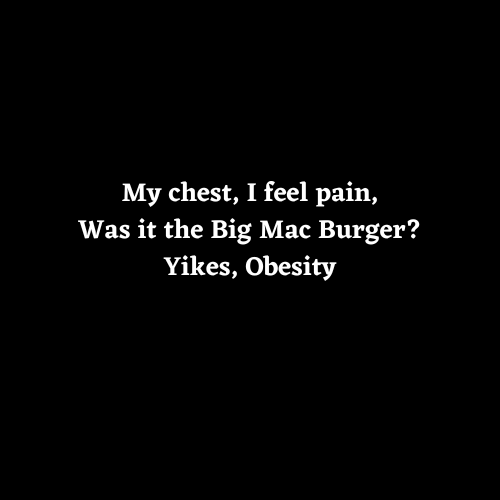 My chest, I feel pain,
Was it the Big Mac Burger?
Yikes, Obesity